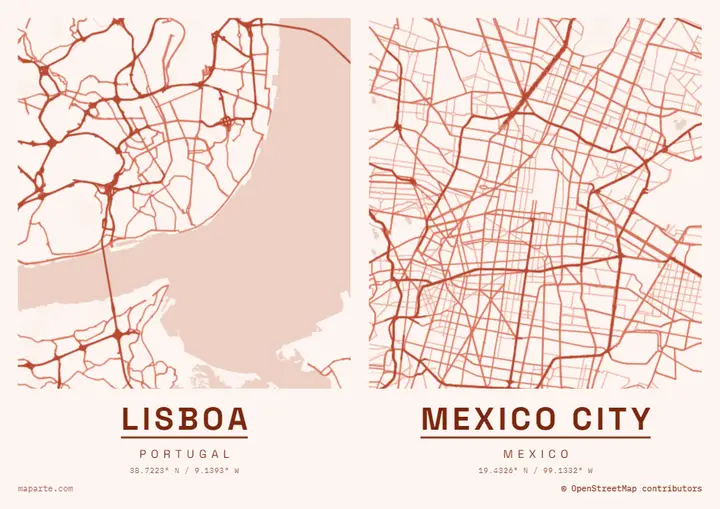 LISBOA
PORTUGAL
38.7223° N / 9.1393° W
MEXICO CITY
MEXICO
19.4326° N / 99.1332° W
maparte.com
© OpenStreetMap contributors